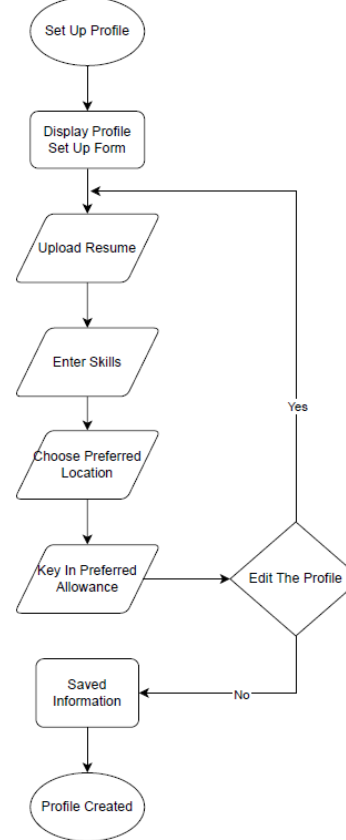 Set Up Profile
Display Profile
Set Up Form
Upload Resume
Enter Skills
Choose Preferred
Location
Key In Preferred
Allowance
Edit The Profile
Yes
No
Saved
Information
Profile Created